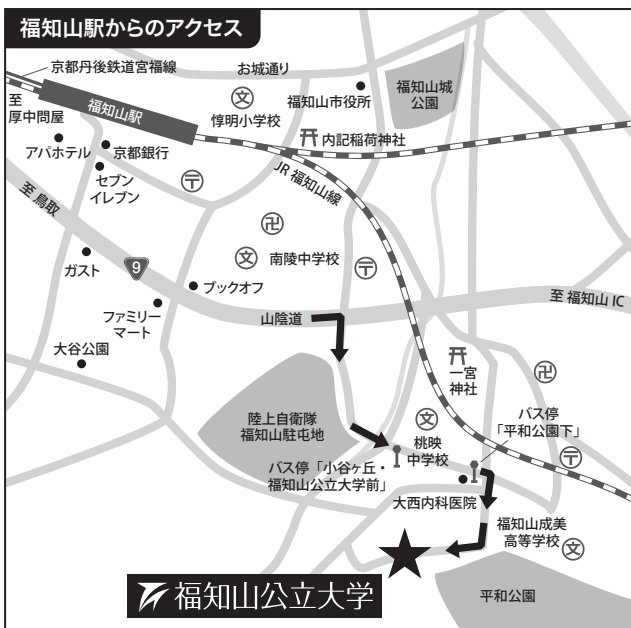 福知山駅からのアクセス
京都丹後鉄道宮福線
至
厚中問屋
福知山駅
お城通り
文
惇明小学校
福知山市役所
福知山城
公園
内記稲荷神社
アパホテル
京都銀行
セブン
イレブン
JR 福知山線
至 鳥取
南陵中学校
文
ガスト
9
ブックオフ
ファミリー
マート
山陰道
至 福知山 IC
大谷公園
一宮
神社
陸上自衛隊
福知山駐屯地
文
桃映
中学校
バス停
「平和公園下」
バス停「小谷ヶ丘・
福知山公立大学前」
大西内科医院
福知山成美
高等学校
文
福知山公立大学
平和公園